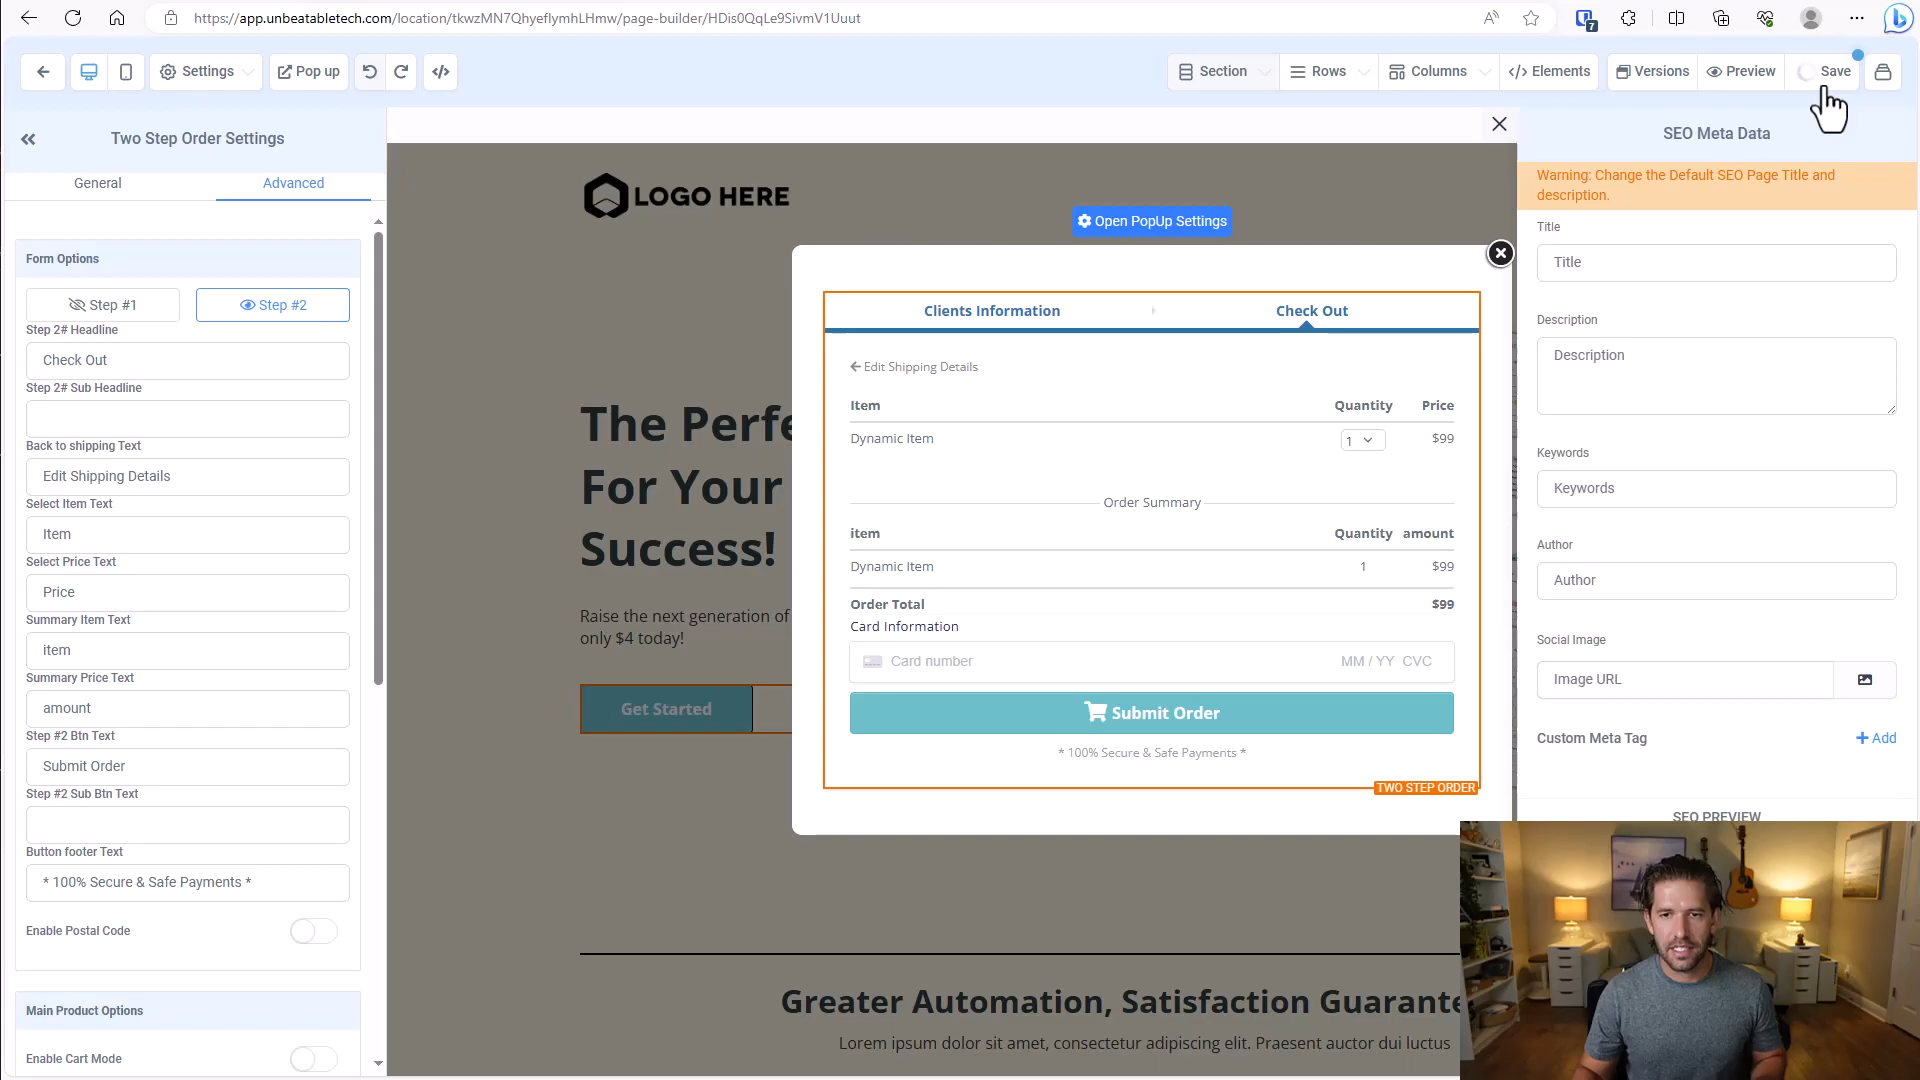 https://app.unbeatabletech.com/location/tkwzMN7QhyeflymhLHmw/page-builder/HDis0QqLe9SivmV1Uuut
7
Settings
Pop up
Section
Rows
Columns
Elements
Versions
Preview
Save
Two Step Order Settings
General
Advanced
Form Options
Step #1
Step #2
Step 2# Headline
Check Out
Step 2# Sub Headline
Back to shipping Text
Edit Shipping Details
Select Item Text
Item
Select Price Text
Price
Summary Item Text
item
Summary Price Text
amount
Step #2 Btn Text
Submit Order
Step #2 Sub Btn Text
Button footer Text
* 100% Secure & Safe Payments *
Enable Postal Code
Main Product Options
Enable Cart Mode
LOGO HERE
Open PopUp Settings
The Perfe
For Your
Success!
Raise the next generation of
only $4 today!
Get Started
Clients Information
Check Out
Edit Shipping Details
Item Quantity Price
Dynamic Item 1 $99
Order Summary
item Quantity amount
Dynamic Item 1 $99
Order Total $99
Card Information
Card number MM / YY CVC
Submit Order
* 100% Secure & Safe Payments *
TWO STEP ORDER
Greater Automation, Satisfaction Guarante
Lorem ipsum dolor sit amet, consectetur adipiscing elit. Praesent auctor dui luctus
SEO Meta Data
Warning: Change the Default SEO Page Title and
description.
Title
Title
Description
Description
Keywords
Keywords
Author
Author
Social Image
Image URL
Custom Meta Tag
+ Add
SEO PREVIEW